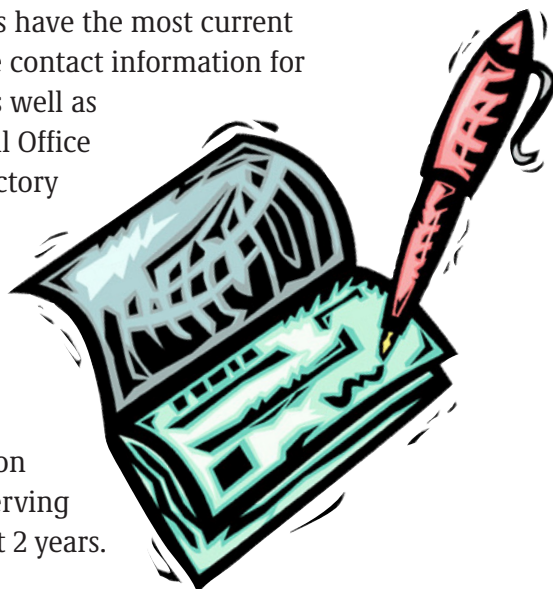 s have the most current
e contact information for
s well as
l Office
ctory
on
erving
t 2 years.